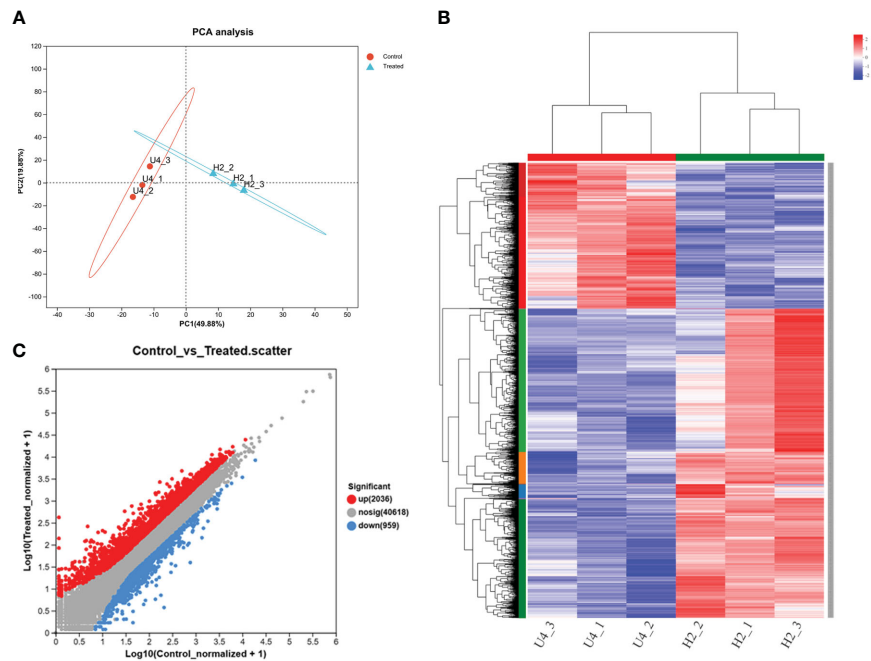 A
PCA analysis
Control
Treated
120
100
80
60
40
20
0
-20
-40
-60
-80
-100
PC2(19.88%)
U4_3
U4_1
U4_2
H2_2
H2_1
H2_3
-40
-30
-20
-10
0
10
20
30
40
50
PC1(49.88%)
B
2
1
0
-1
-2
U4_3
U4_1
U4_2
H2_2
H2_1
H2_3
C
Control_vs_Treated.scatter
6
5.5
5
4.5
4
3.5
3
2.5
2
1.5
1
0.5
0
Log10(Treated_normalized + 1)
0
0.5
1
1.5
2
2.5
3
3.5
4
4.5
5
5.5
6
Log10(Control_normalized + 1)
Significant
up(2036)
nosig(40618)
down(959)